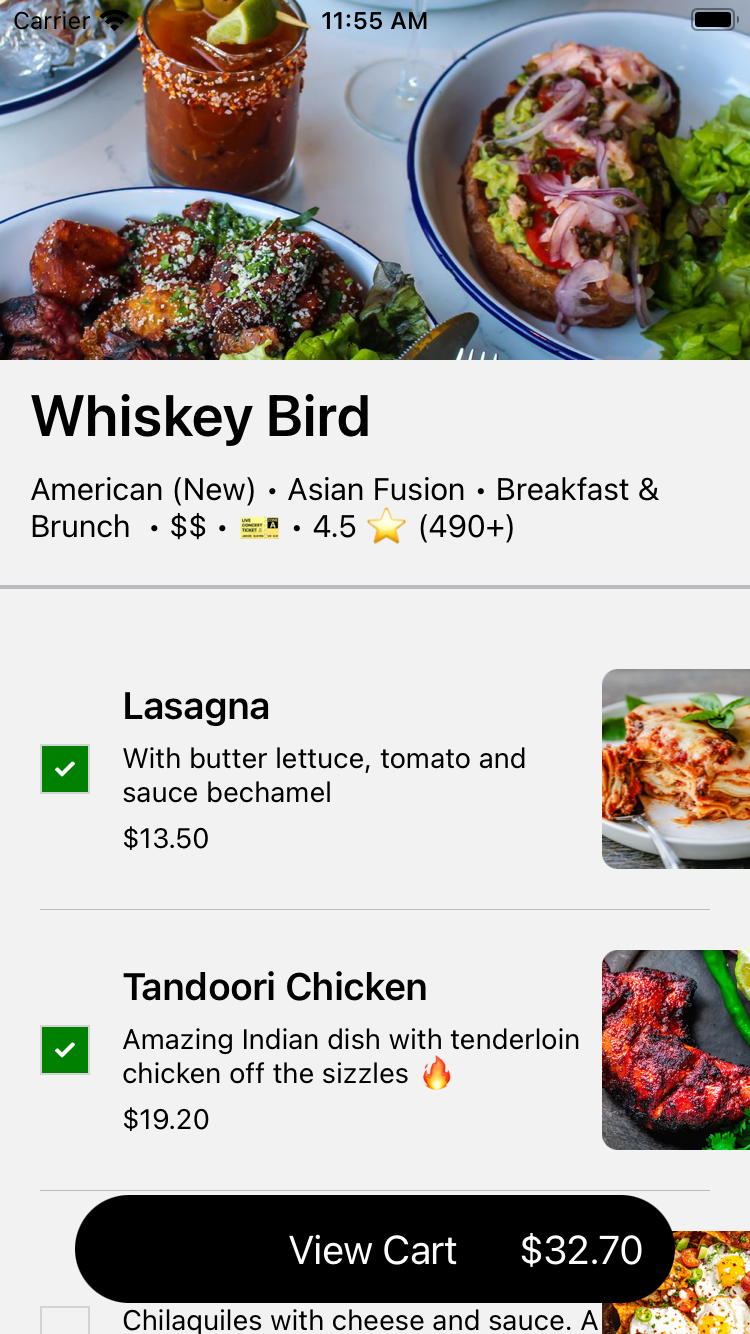 Carrier 11:55 AM
Whiskey Bird
American (New) • Asian Fusion • Breakfast &
Brunch • $$ • 🎫 • 4.5 ⭐ (490+)
Lasagna
With butter lettuce, tomato and
sauce bechamel
$13.50
Tandoori Chicken
Amazing Indian dish with tenderloin
chicken off the sizzles 🔥
$19.20
View Cart $32.70
Chilaquiles with cheese and sauce. A